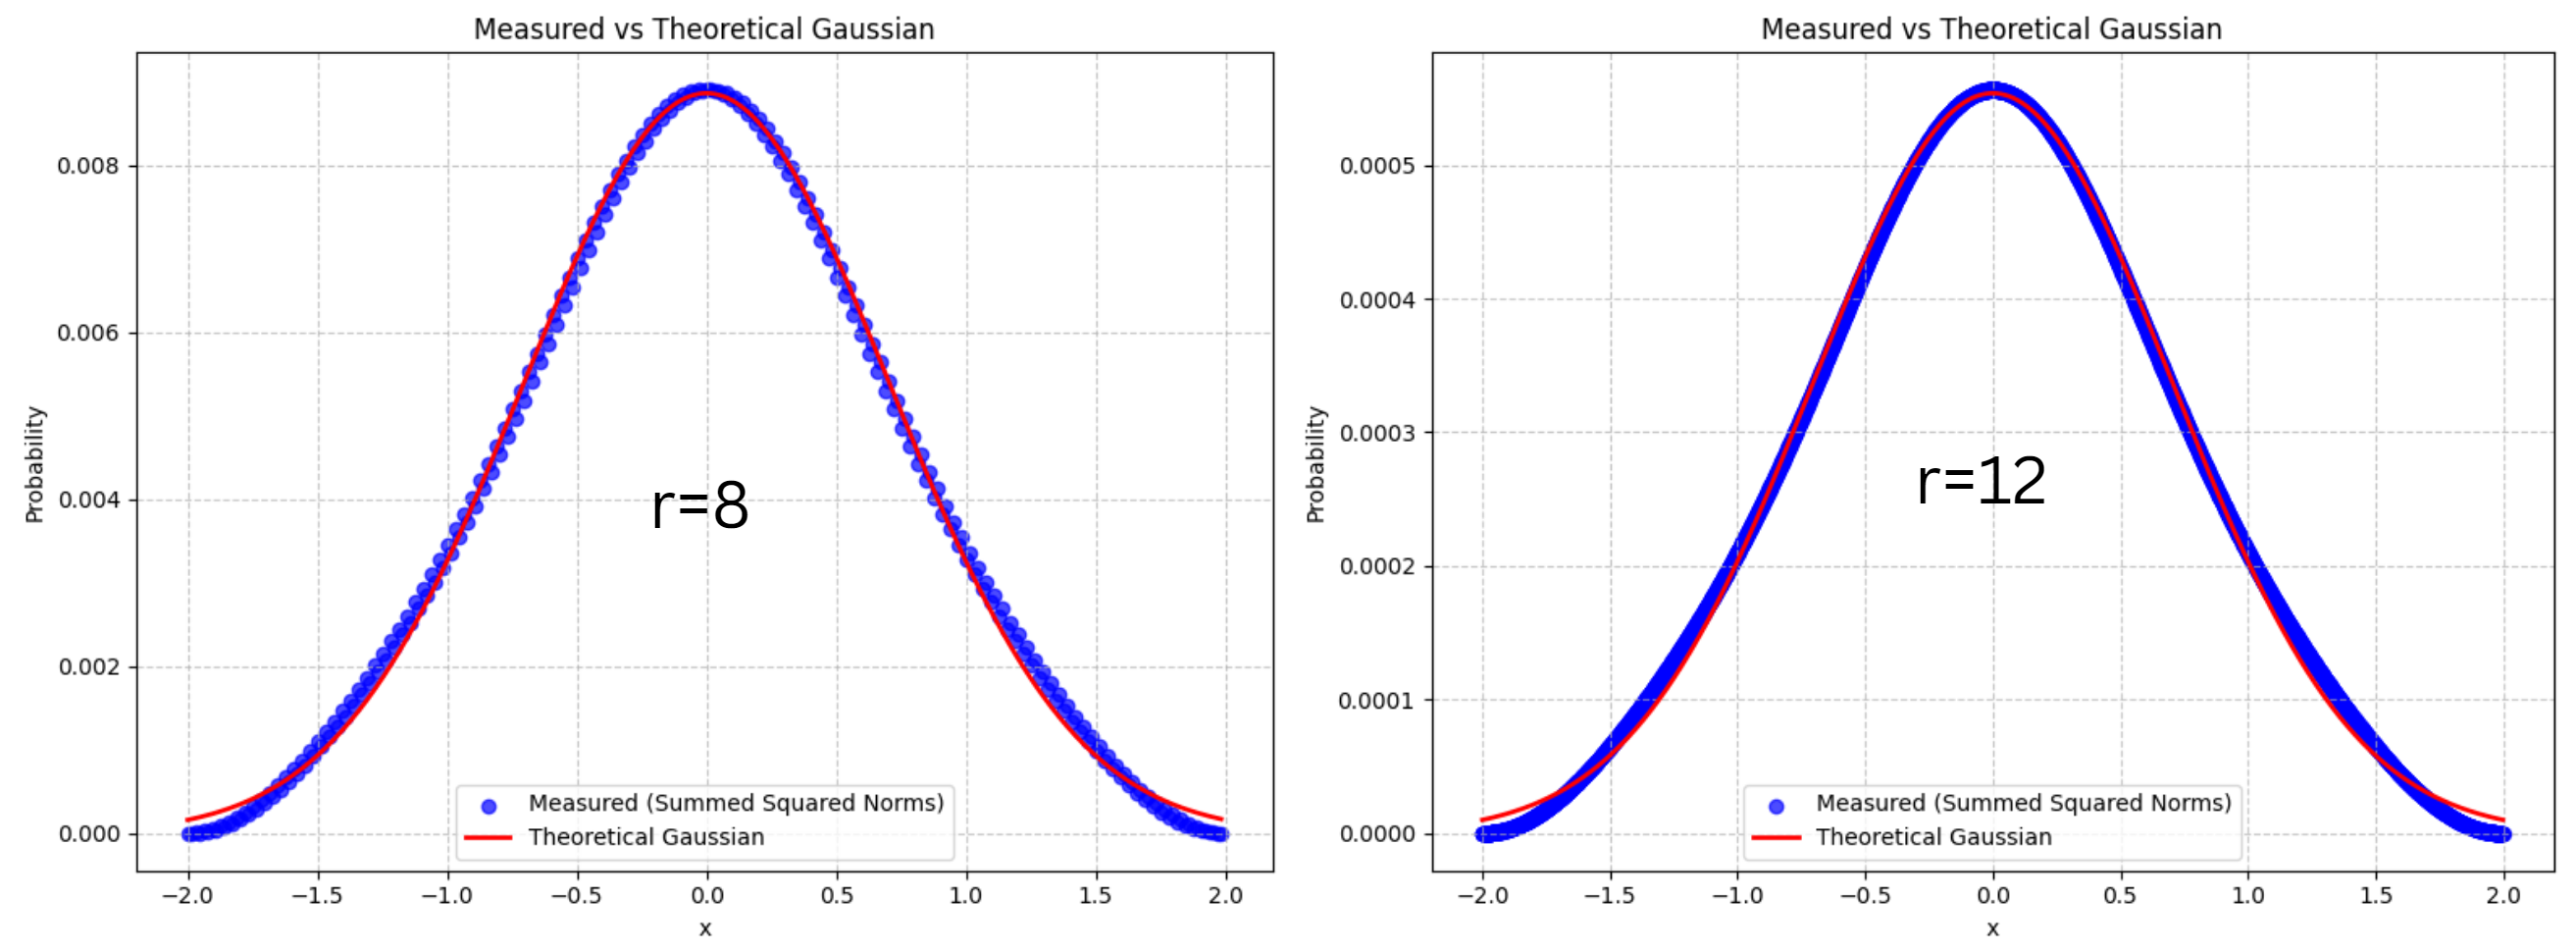 Measured vs Theoretical Gaussian
0.008
0.006
0.004
0.002
0.000
Probability
r=8
Measured (Summed Squared Norms)
Theoretical Gaussian
−2.0 −1.5 −1.0 −0.5 0.0 0.5 1.0 1.5 2.0
x
Measured vs Theoretical Gaussian
0.0005
0.0004
0.0003
0.0002
0.0001
0.0000
Probability
r=12
Measured (Summed Squared Norms)
Theoretical Gaussian
−2.0 −1.5 −1.0 −0.5 0.0 0.5 1.0 1.5 2.0
x